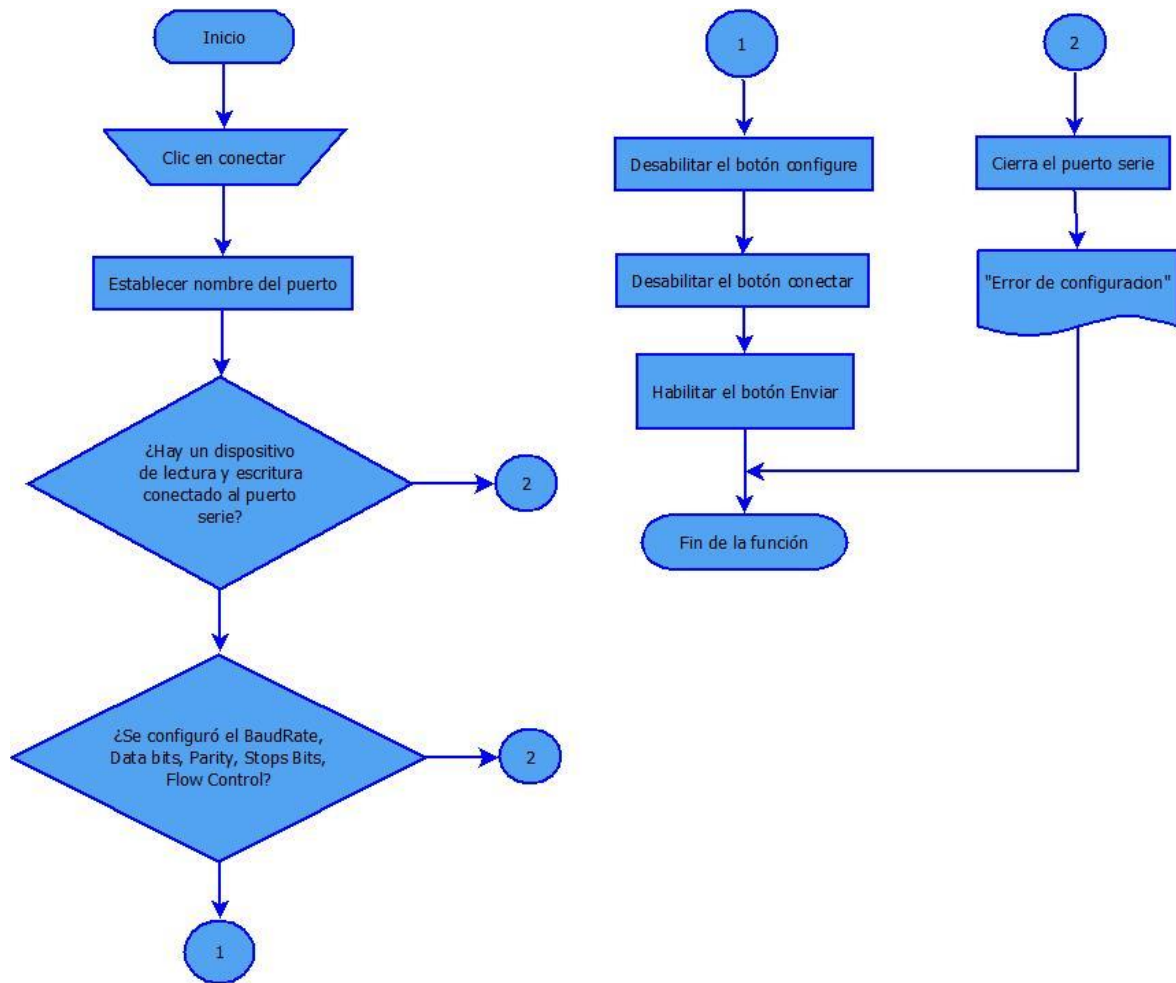 Inicio
Clic en conectar
Establecer nombre del puerto
¿Hay un dispositivo
de lectura y escritura
conectado al puerto
serie?
2
¿Se configuró el BaudRate,
Data bits, Parity, Stops Bits,
Flow Control?
2
1
1
Desabilitar el botón configure
Desabilitar el botón conectar
Habilitar el botón Enviar
Fin de la función
2
Cierra el puerto serie
"Error de configuracion"